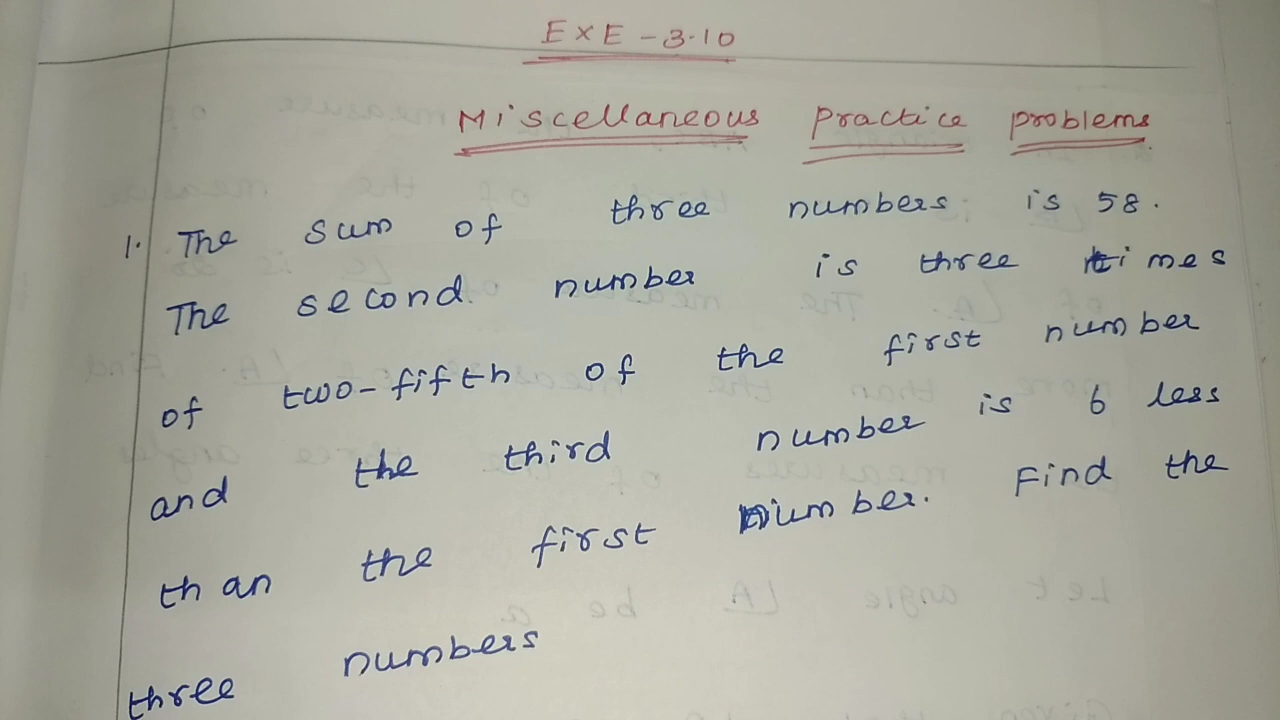 EXE - 3.10
Miscellaneous Practice problems
1. The sum of three numbers is 58.
The second number is three times
of two-fifth of the first number
and the third number is 6 less
than the first number. Find the
three numbers